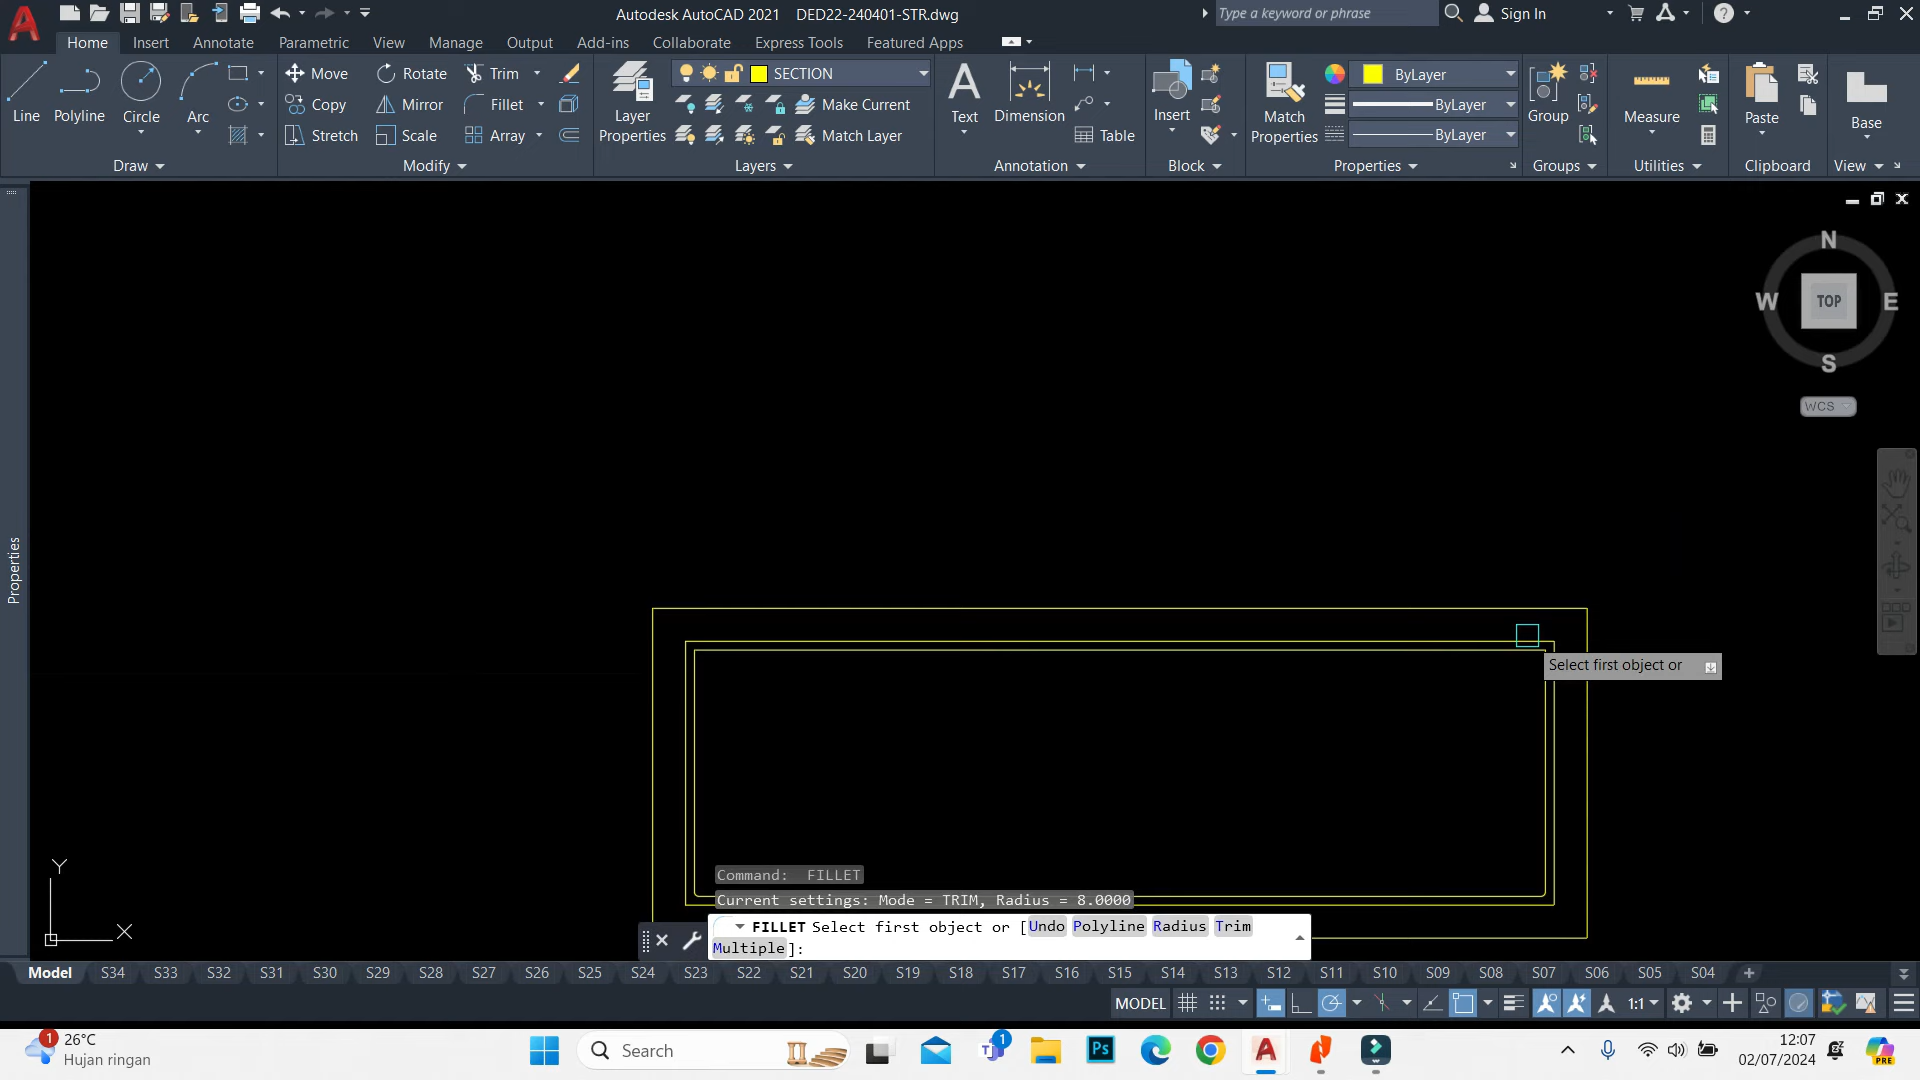 Autodesk AutoCAD 2021 DED22-240401-STR.dwg
Type a keyword or phrase
Sign In
Home Insert Annotate Parametric View Manage Output Add-ins Collaborate Express Tools Featured Apps
Line Polyline Circle Arc
Draw
Move Rotate Trim
Copy Mirror Fillet
Stretch Scale Array
Modify
Layer Properties
SECTION
Make Current
Match Layer
Layers
Text Dimension Table
Annotation
Insert
Block
Match Properties
ByLayer
ByLayer
ByLayer
Properties
Group
Groups
Measure
Utilities
Paste
Clipboard
Base
View
N
W TOP E
S
WCS
Properties
Select first object or
Y
X
Command: FILLET
Current settings: Mode = TRIM, Radius = 8.0000
FILLET Select first object or [Undo Polyline Radius Trim
Multiple]:
Model S34 S33 S32 S31 S30 S29 S28 S27 S26 S25 S24 S23 S22 S21 S20 S19 S18 S17 S16 S15 S14 S13 S12 S11 S10 S09 S08 S07 S06 S05 S04
MODEL 1:1
1
26°C
Hujan ringan
Search
1
Ps
PRE
12:07
02/07/2024